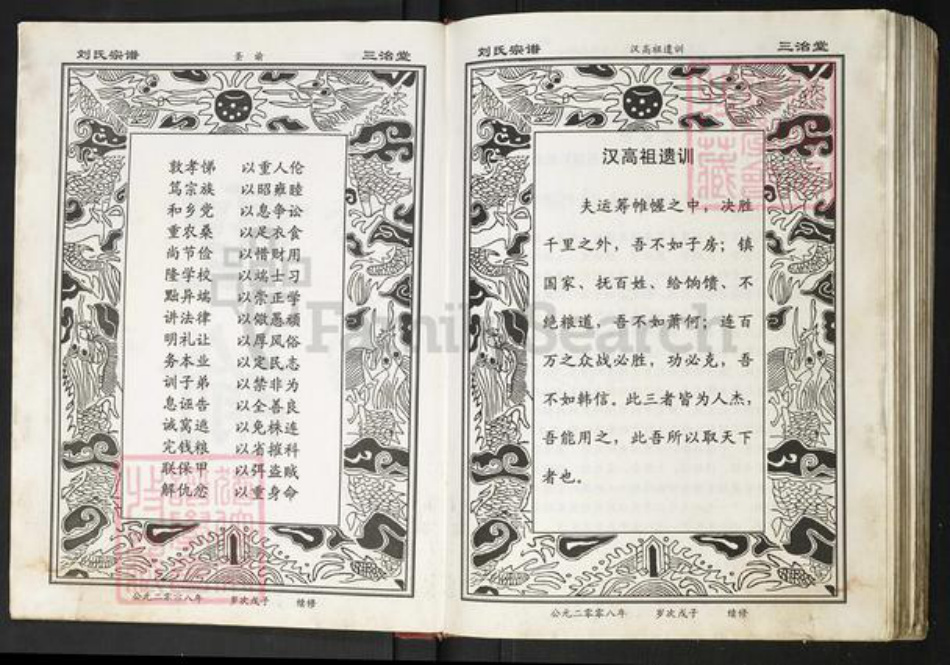 刘氏宗谱 圣谕 三治堂
敦孝悌 以重人伦
笃宗族 以昭雍睦
和乡党 以息争讼
重农桑 以足衣食
尚节俭 以惜财用
隆学校 以端士习
黜异端 以崇正学
讲法律 以儆愚顽
明礼让 以厚风俗
务本业 以定民志
训子弟 以禁非为
息诬告 以全善良
诫窝逃 以免株连
完钱粮 以省摧科
联保甲 以弭盗贼
解仇忿 以重身命
公元二零零八年 岁次戊子 续修
刘氏宗谱 汉高祖遗训 三治堂
汉高祖遗训
夫运筹帷幄之中，决胜
千里之外，吾不如子房；镇
国家、抚百姓、给饷馈、不
绝粮道，吾不如萧何；连百
万之众战必胜，功必克，吾
不如韩信。此三者皆为人杰，
吾能用之，此吾所以取天下
者也。
公元二零零八年 岁次戊子 续修
FamilySearch